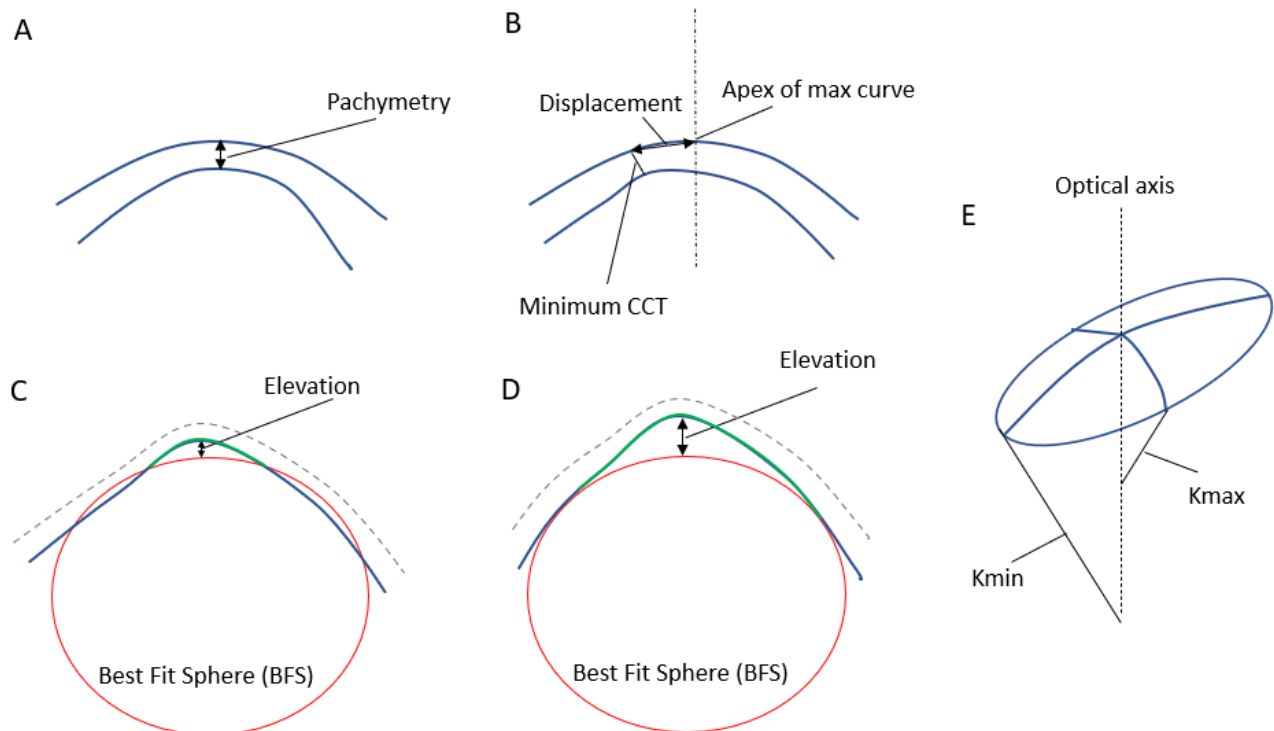 A
Pachymetry
B
Displacement
Apex of max curve
Minimum CCT
C
Elevation
Best Fit Sphere (BFS)
D
Elevation
Best Fit Sphere (BFS)
E
Optical axis
Kmax
Kmin